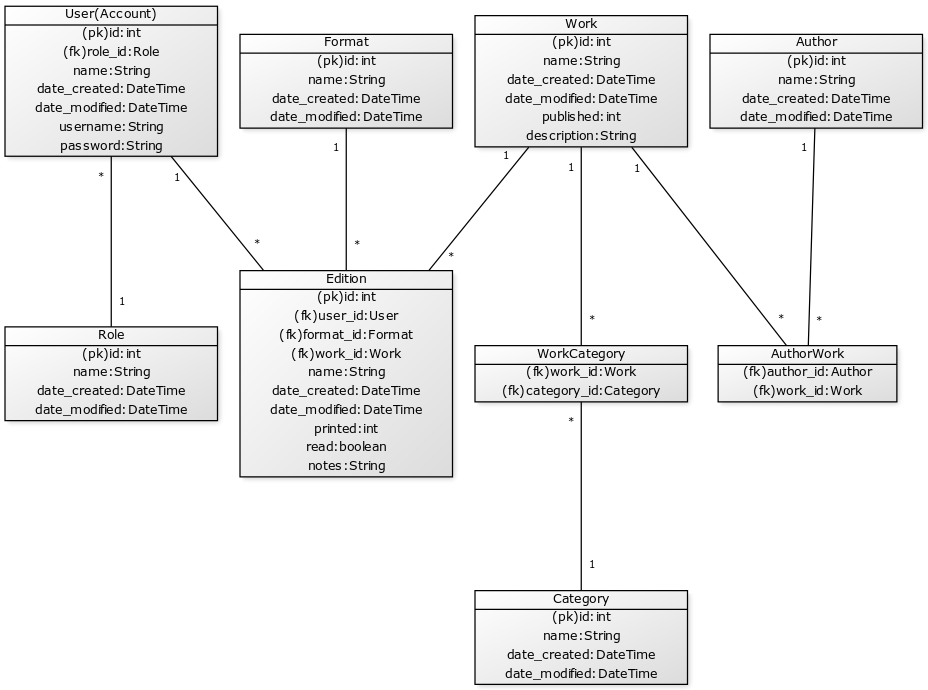 User(Account)
(pk)id:int
(fk)role_id:Role
name:String
date_created:DateTime
date_modified:DateTime
username:String
password:String
Format
(pk)id:int
name:String
date_created:DateTime
date_modified:DateTime
Work
(pk)id:int
name:String
date_created:DateTime
date_modified:DateTime
published:int
description:String
Author
(pk)id:int
name:String
date_created:DateTime
date_modified:DateTime
*
1
1
1
1
1
1
*
*
*
*
*
*
1
Role
(pk)id:int
name:String
date_created:DateTime
date_modified:DateTime
Edition
(pk)id:int
(fk)user_id:User
(fk)format_id:Format
(fk)work_id:Work
name:String
date_created:DateTime
date_modified:DateTime
printed:int
read:boolean
notes:String
WorkCategory
(fk)work_id:Work
(fk)category_id:Category
AuthorWork
(fk)author_id:Author
(fk)work_id:Work
*
1
Category
(pk)id:int
name:String
date_created:DateTime
date_modified:DateTime